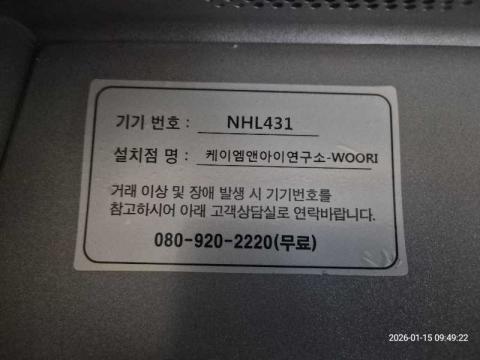 기기 번호 : NHL431
설치점 명 : 케이엠앤아이연구소-WOORI
거래 이상 및 장애 발생 시 기기번호를
참고하시어 아래 고객상담실로 연락바랍니다.
080-920-2220(무료)
2026-01-15 09:49:22